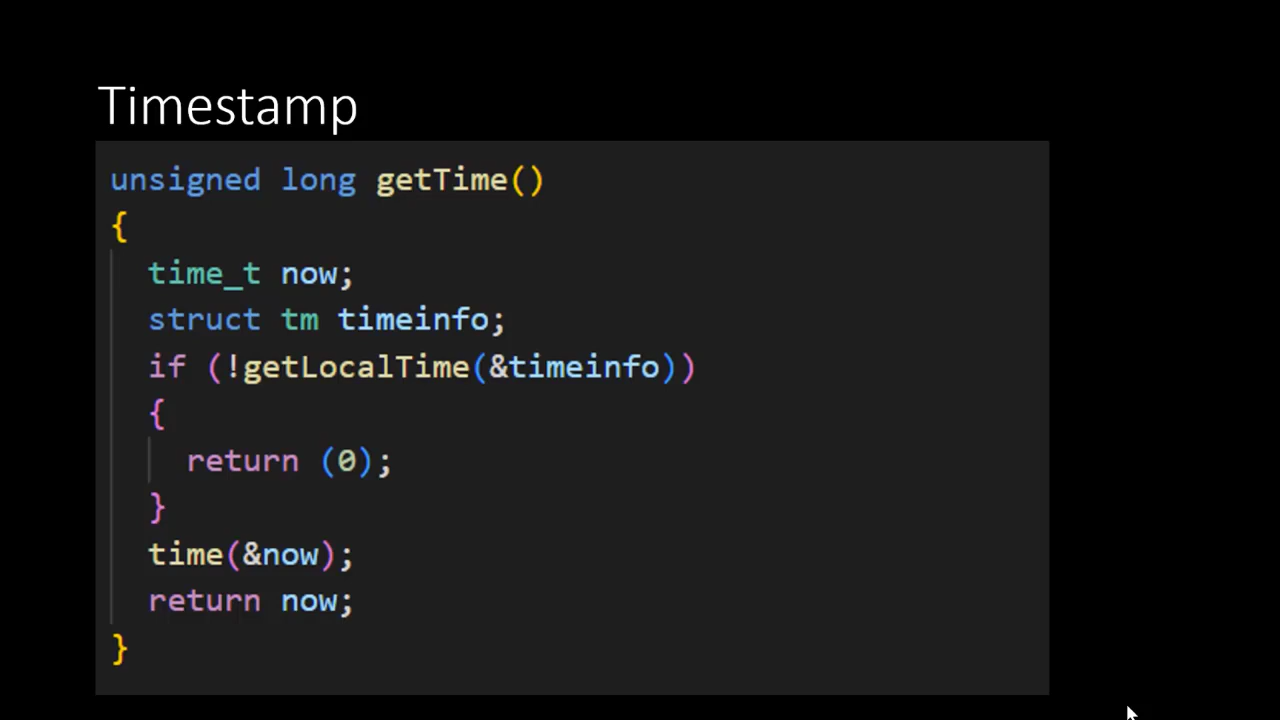 Timestamp
unsigned long getTime()
{
time_t now;
struct tm timeinfo;
if (!getLocalTime(&timeinfo))
{
return (0);
}
time(&now);
return now;
}